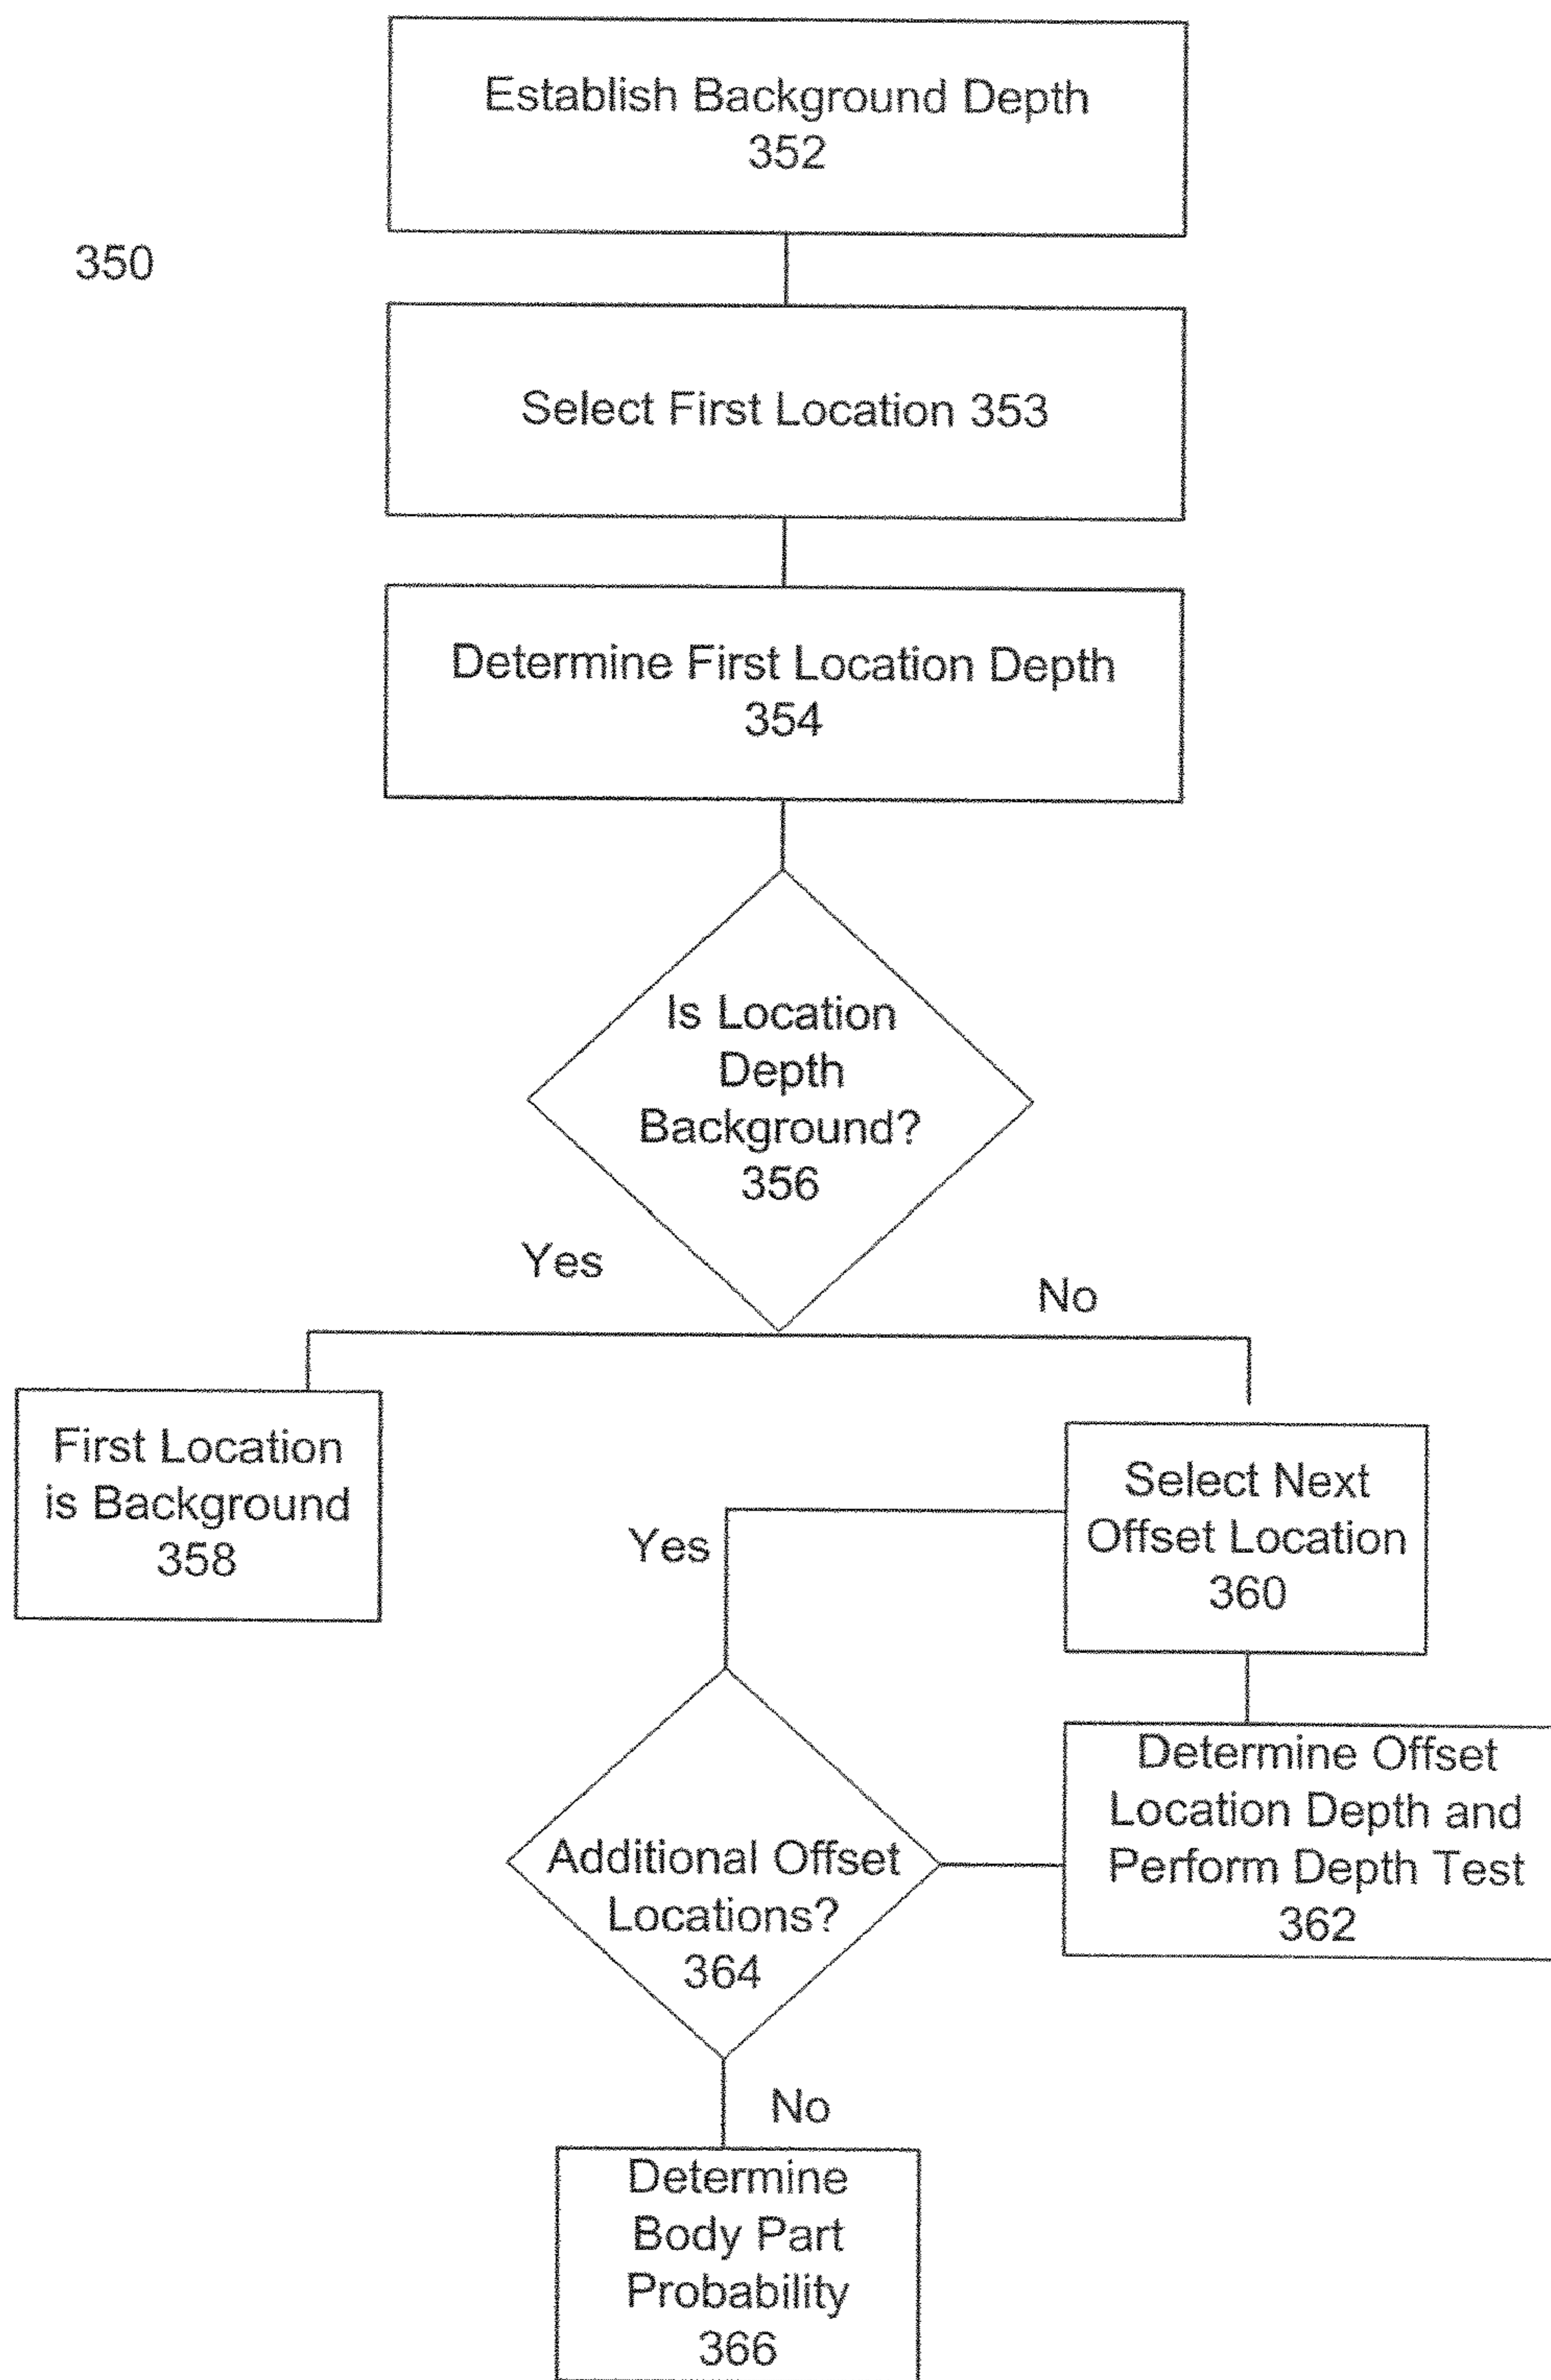 Establish Background Depth
352
350
Select First Location 353
Determine First Location Depth
354
Is Location
Depth
Background?
356
Yes
No
First Location
is Background
358
Select Next
Offset Location
360
Yes
Determine Offset
Location Depth and
Perform Depth Test
362
Additional Offset
Locations?
364
No
Determine
Body Part
Probability
366